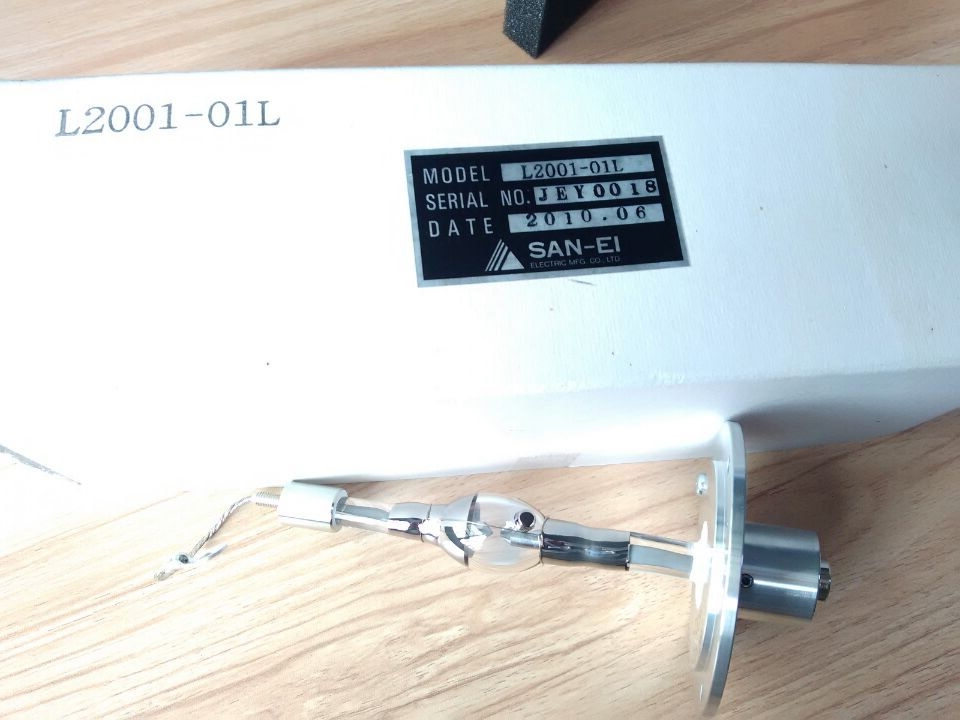 L2001-01L
MODEL L2001-01L
SERIAL NO. JEY0018
DATE 2010.06
SAN-EI
ELECTRIC MFG. CO., LTD.